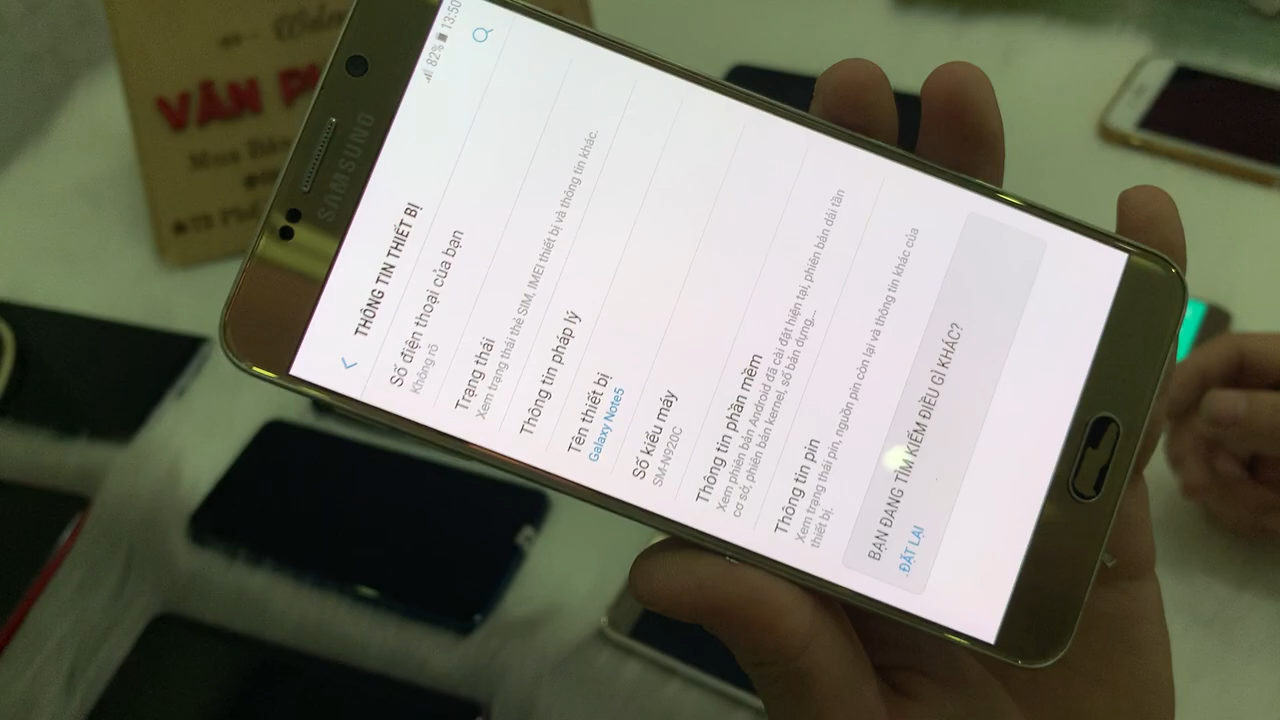 VĂN
Mua Bán
SAMSUNG
82% 13:50
THÔNG TIN THIẾT BỊ
Số điện thoại của bạn
Không rõ
Trạng thái
Xem trạng thái thẻ SIM, IMEI thiết bị và thông tin khác.
Thông tin pháp lý
Tên thiết bị
Galaxy Note5
Số kiểu máy
SM-N920C
Thông tin phần mềm
Xem phiên bản Android đã cài đặt hiện tại, phiên bản dải tần
cơ sở, phiên bản kernel, số bản dựng,...
Thông tin pin
Xem trạng thái pin, nguồn pin còn lại và thông tin khác của
thiết bị.
BẠN ĐANG TÌM KIẾM ĐIỀU GÌ KHÁC?
ĐẶT LẠI